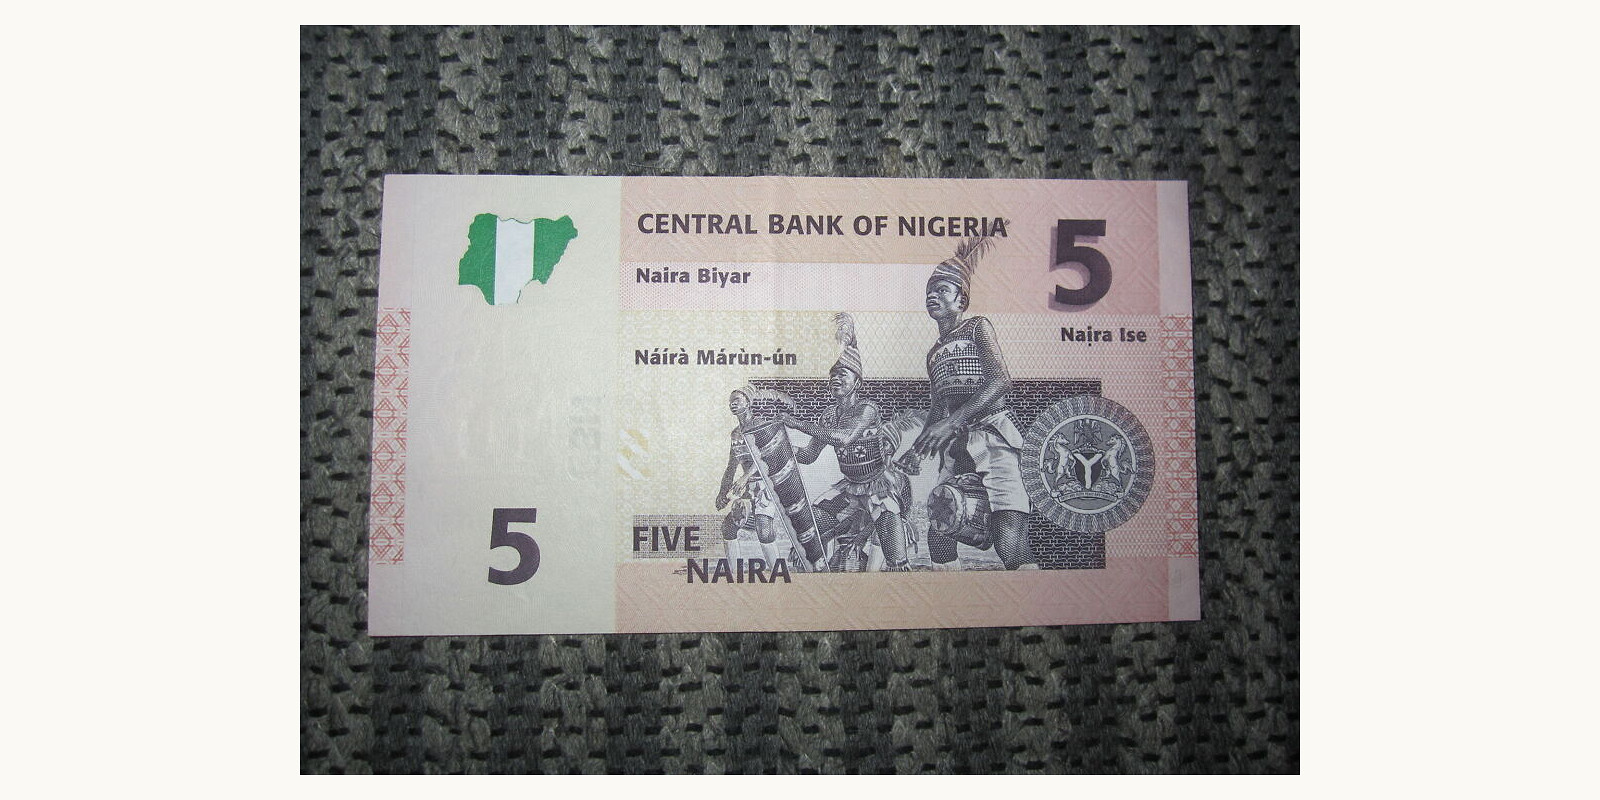 CENTRAL BANK OF NIGERIA
5
Naira Biyar
Naịra Ise
Náírà Márùn-ún
FIVE
NAIRA
5